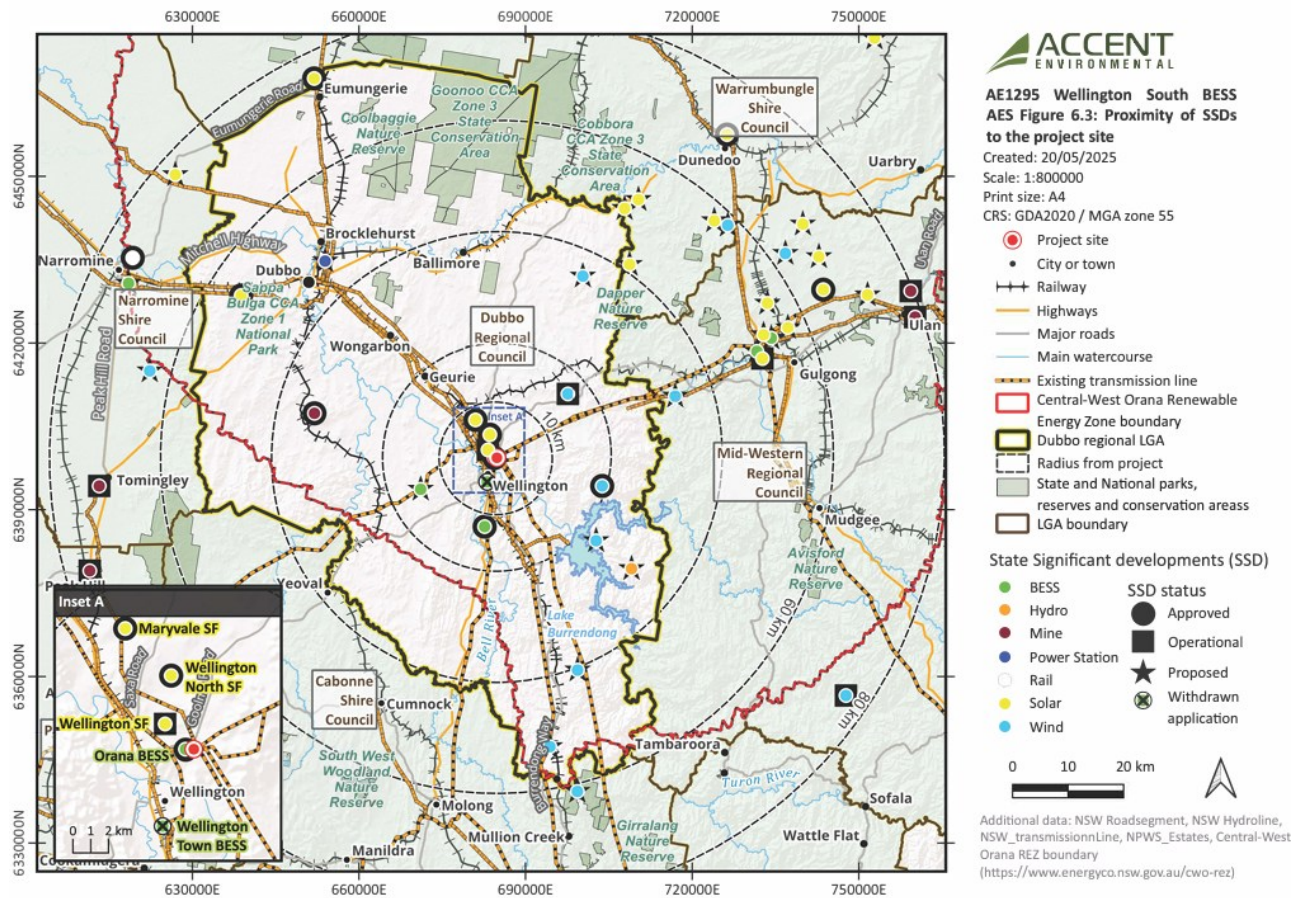 630000E
660000E
690000E
720000E
750000E
6450000N
6420000N
6390000N
6360000N
6330000N
Eumungerie Road
Eumungerie
Coolbaggie
Nature
Reserve
Goonoo CCA
Zone 3
State
Conservation
Area
Cobbora
CCA Zone 3
State
Conservation
Area
Warrumbungle
Shire
Council
Dunedoo
Uarbry
Ulan Road
Brocklehurst
Mitchell Highway
Narromine
Dubbo
Ballimore
Sappa
Bulga CCA
Zone 1
National
Park
Narromine
Shire
Council
Dapper
Nature
Reserve
Dubbo
Regional
Council
Ulan
Wongarbon
Peak Hill Road
Geurie
Gulgong
Inset A
10 km
Mid-Western
Regional
Council
Tomingley
Wellington
Mudgee
Avisford
Nature
Reserve
Yeoval
60 km
Bell River
Lake
Burrendong
80 km
Cabonne
Shire
Council
Cumnock
South West
Woodland
Nature
Reserve
Burrendong Way
Tambaroora
Turon River
Molong
Sofala
Mullion Creek
Girralang
Nature
Reserve
Wattle Flat
Manildra
Inset A
Maryvale SF
Saxa Road
Wellington
North SF
Wellington SF
Orana BESS
Wellington
Wellington
Town BESS
0 1 2 km
630000E
660000E
690000E
720000E
750000E
ACCENT
ENVIRONMENTAL
AE1295 Wellington South BESS
AES Figure 6.3: Proximity of SSDs
to the project site
Created: 20/05/2025
Scale: 1:800000
Print size: A4
CRS: GDA2020 / MGA zone 55
Project site
City or town
Railway
Highways
Major roads
Main watercourse
Existing transmission line
Central-West Orana Renewable
Energy Zone boundary
Dubbo regional LGA
Radius from project
State and National parks,
reserves and conservation areass
LGA boundary
State Significant developments (SSD)
BESS
Hydro
Mine
Power Station
Rail
Solar
Wind
SSD status
Approved
Operational
Proposed
Withdrawn
application
0 10 20 km
Additional data: NSW Roadsegment, NSW Hydroline,
NSW_transmissionLine, NPWS_Estates, Central-West
Orana REZ boundary
(https://www.energyco.nsw.gov.au/cwo-rez)